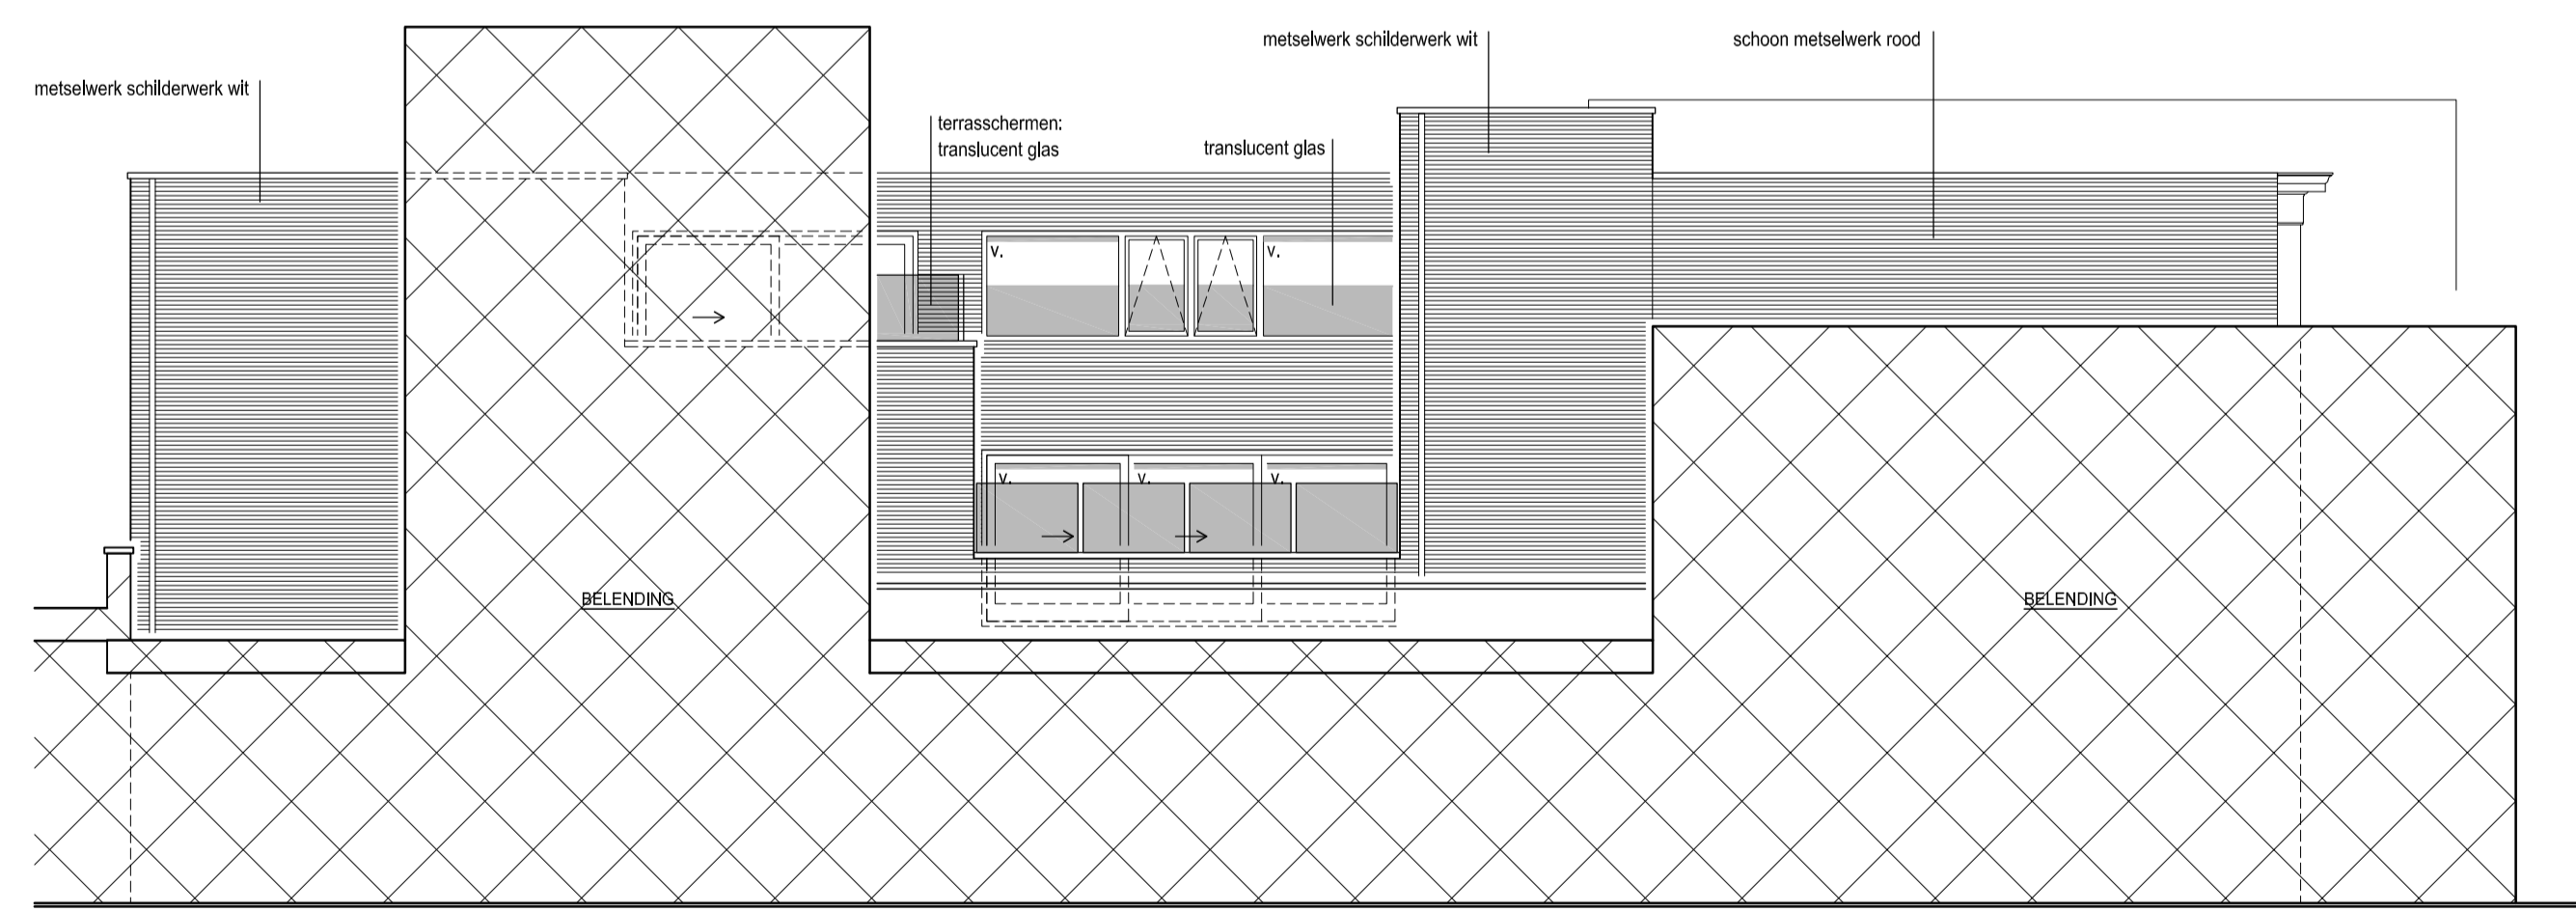 metselwerk schilderwerk wit
schoon metselwerk rood
metselwerk schilderwerk wit
terrasschermen:
translucent glas
translucent glas
v.
v.
v.
v.
v.
BELENDING
BELENDING